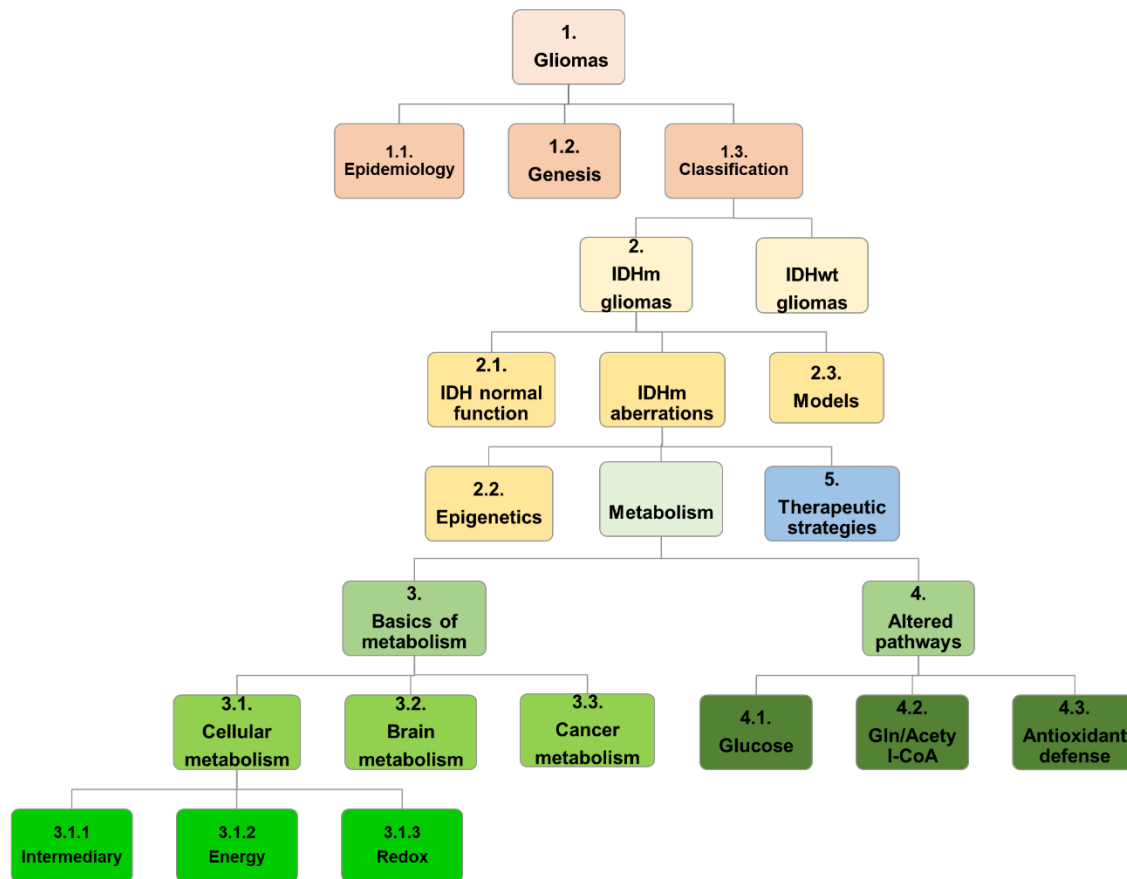 1.
Gliomas
1.1.
Epidemiology
1.2.
Genesis
1.3.
Classification
2.
IDHm
gliomas
IDHwt
gliomas
2.1.
IDH normal
function
IDHm
aberrations
2.3.
Models
2.2.
Epigenetics
Metabolism
5.
Therapeutic
strategies
3.
Basics of
metabolism
4.
Altered
pathways
3.1.
Cellular
metabolism
3.2.
Brain
metabolism
3.3.
Cancer
metabolism
4.1.
Glucose
4.2.
Gln/Acety
l-CoA
4.3.
Antioxidant
defense
3.1.1
Intermediary
3.1.2
Energy
3.1.3
Redox